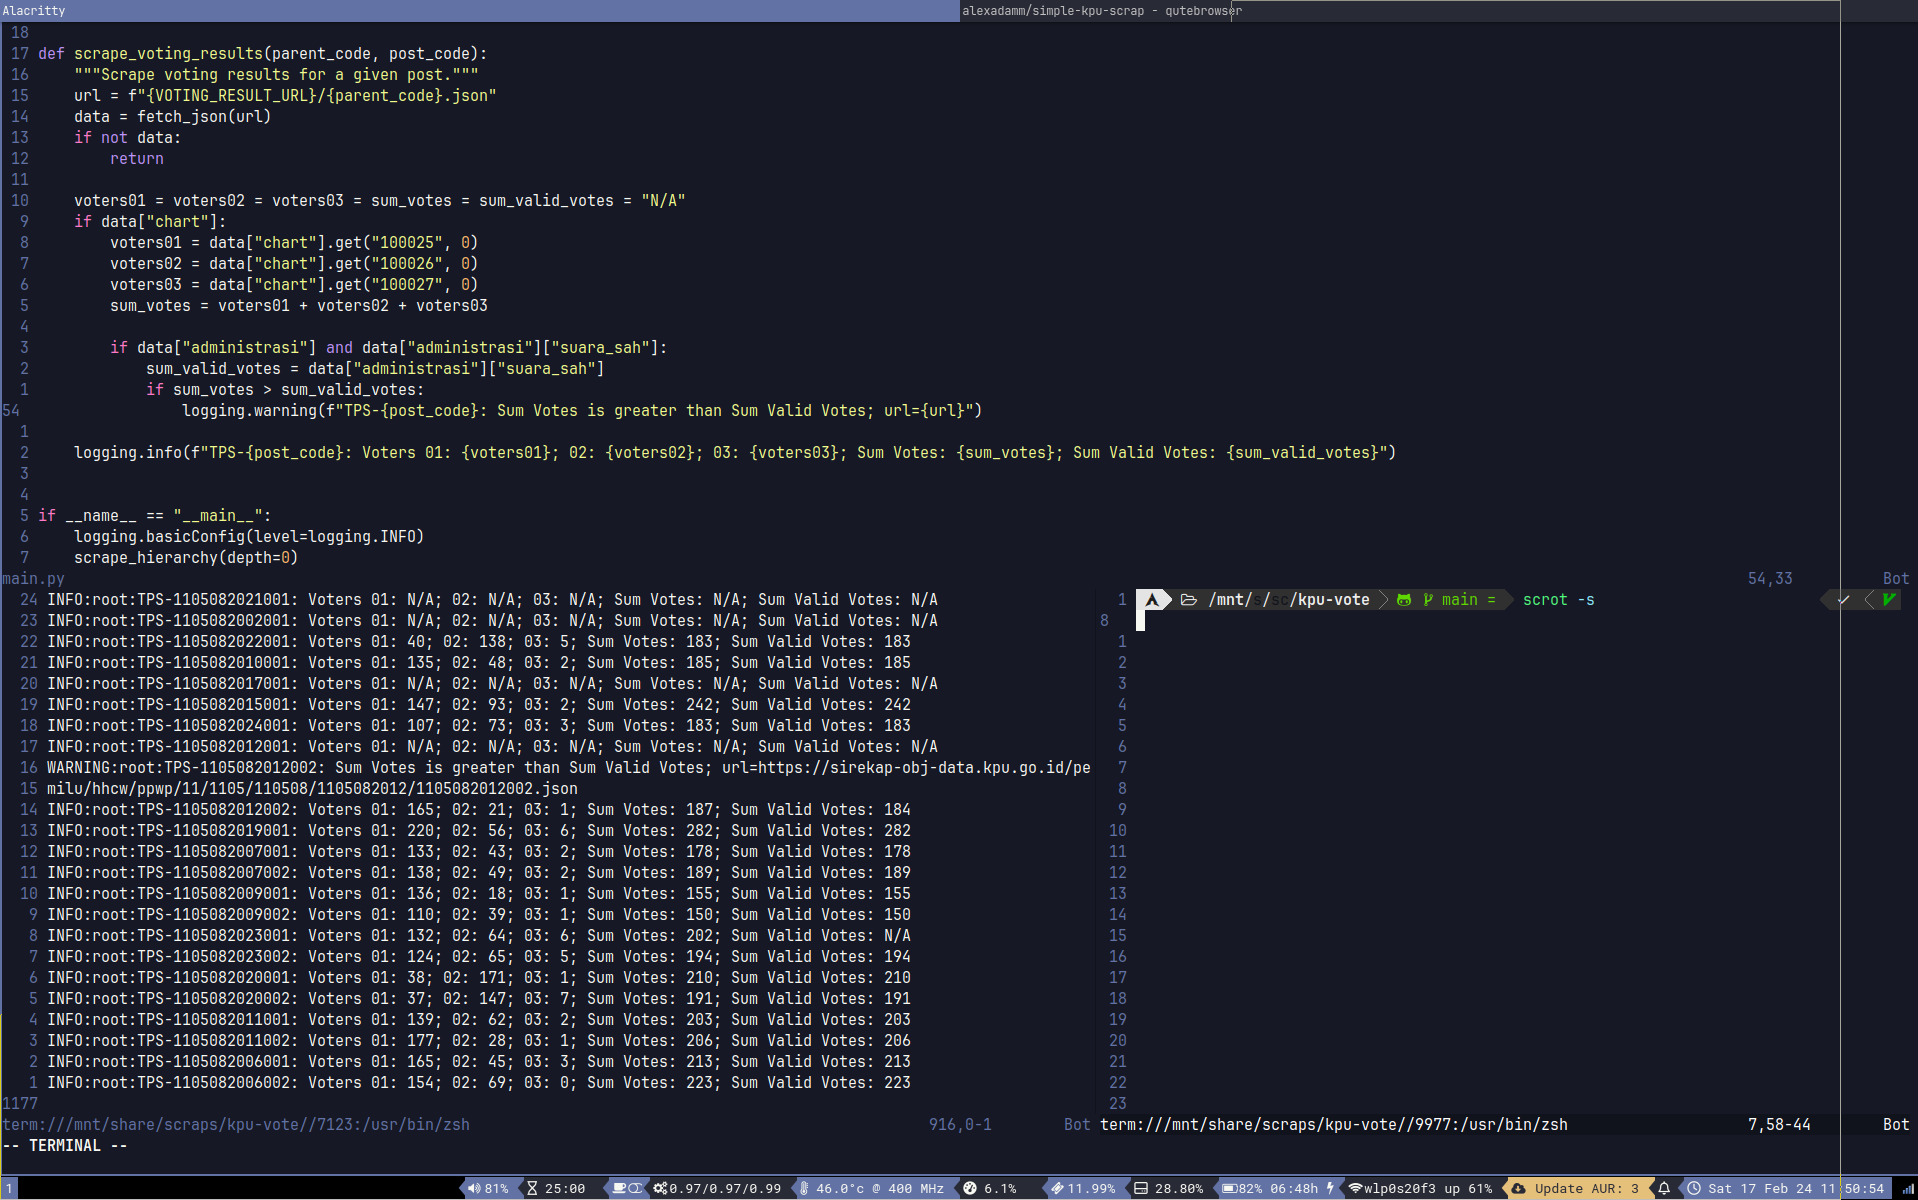 Alacritty
alexadamm/simple-kpu-scrap - qutebrowser
18
17 def scrape_voting_results(parent_code, post_code):
16     """Scrape voting results for a given post."""
15     url = f"{VOTING_RESULT_URL}/{parent_code}.json"
14     data = fetch_json(url)
13     if not data:
12         return
11
10     voters01 = voters02 = voters03 = sum_votes = sum_valid_votes = "N/A"
9     if data["chart"]:
8         voters01 = data["chart"].get("100025", 0)
7         voters02 = data["chart"].get("100026", 0)
6         voters03 = data["chart"].get("100027", 0)
5         sum_votes = voters01 + voters02 + voters03
4
3         if data["administrasi"] and data["administrasi"]["suara_sah"]:
2             sum_valid_votes = data["administrasi"]["suara_sah"]
1             if sum_votes > sum_valid_votes:
54                 logging.warning(f"TPS-{post_code}: Sum Votes is greater than Sum Valid Votes; url={url}")
1
2     logging.info(f"TPS-{post_code}: Voters 01: {voters01}; 02: {voters02}; 03: {voters03}; Sum Votes: {sum_votes}; Sum Valid Votes: {sum_valid_votes}")
3
4
5 if __name__ == "__main__":
6     logging.basicConfig(level=logging.INFO)
7     scrape_hierarchy(depth=0)
main.py 54,33 Bot
24 INFO:root:TPS-1105082021001: Voters 01: N/A; 02: N/A; 03: N/A; Sum Votes: N/A; Sum Valid Votes: N/A
23 INFO:root:TPS-1105082002001: Voters 01: N/A; 02: N/A; 03: N/A; Sum Votes: N/A; Sum Valid Votes: N/A
22 INFO:root:TPS-1105082022001: Voters 01: 40; 02: 138; 03: 5; Sum Votes: 183; Sum Valid Votes: 183
21 INFO:root:TPS-1105082010001: Voters 01: 135; 02: 48; 03: 2; Sum Votes: 185; Sum Valid Votes: 185
20 INFO:root:TPS-1105082017001: Voters 01: N/A; 02: N/A; 03: N/A; Sum Votes: N/A; Sum Valid Votes: N/A
19 INFO:root:TPS-1105082015001: Voters 01: 147; 02: 93; 03: 2; Sum Votes: 242; Sum Valid Votes: 242
18 INFO:root:TPS-1105082024001: Voters 01: 107; 02: 73; 03: 3; Sum Votes: 183; Sum Valid Votes: 183
17 INFO:root:TPS-1105082012001: Voters 01: N/A; 02: N/A; 03: N/A; Sum Votes: N/A; Sum Valid Votes: N/A
16 WARNING:root:TPS-1105082012002: Sum Votes is greater than Sum Valid Votes; url=https://sirekap-obj-data.kpu.go.id/pe
15 milu/hhcw/ppwp/11/1105/110508/1105082012/1105082012002.json
14 INFO:root:TPS-1105082012002: Voters 01: 165; 02: 21; 03: 1; Sum Votes: 187; Sum Valid Votes: 184
13 INFO:root:TPS-1105082019001: Voters 01: 220; 02: 56; 03: 6; Sum Votes: 282; Sum Valid Votes: 282
12 INFO:root:TPS-1105082007001: Voters 01: 133; 02: 43; 03: 2; Sum Votes: 178; Sum Valid Votes: 178
11 INFO:root:TPS-1105082007002: Voters 01: 138; 02: 49; 03: 2; Sum Votes: 189; Sum Valid Votes: 189
10 INFO:root:TPS-1105082009001: Voters 01: 136; 02: 18; 03: 1; Sum Votes: 155; Sum Valid Votes: 155
9 INFO:root:TPS-1105082009002: Voters 01: 110; 02: 39; 03: 1; Sum Votes: 150; Sum Valid Votes: 150
8 INFO:root:TPS-1105082023001: Voters 01: 132; 02: 64; 03: 6; Sum Votes: 202; Sum Valid Votes: N/A
7 INFO:root:TPS-1105082023002: Voters 01: 124; 02: 65; 03: 5; Sum Votes: 194; Sum Valid Votes: 194
6 INFO:root:TPS-1105082020001: Voters 01: 38; 02: 171; 03: 1; Sum Votes: 210; Sum Valid Votes: 210
5 INFO:root:TPS-1105082020002: Voters 01: 37; 02: 147; 03: 7; Sum Votes: 191; Sum Valid Votes: 191
4 INFO:root:TPS-1105082011001: Voters 01: 139; 02: 62; 03: 2; Sum Votes: 203; Sum Valid Votes: 203
3 INFO:root:TPS-1105082011002: Voters 01: 177; 02: 28; 03: 1; Sum Votes: 206; Sum Valid Votes: 206
2 INFO:root:TPS-1105082006001: Voters 01: 165; 02: 45; 03: 3; Sum Votes: 213; Sum Valid Votes: 213
1 INFO:root:TPS-1105082006002: Voters 01: 154; 02: 69; 03: 0; Sum Votes: 223; Sum Valid Votes: 223
1177
term:///mnt/share/scraps/kpu-vote//7123:/usr/bin/zsh 916,0-1 Bot
1 /mnt/s/sc/kpu-vote main = scrot -s
8
1
2
3
4
5
6
7
8
9
10
11
12
13
14
15
16
17
18
19
20
21
22
23
term:///mnt/share/scraps/kpu-vote//9977:/usr/bin/zsh 7,58-44 Bot
-- TERMINAL --
1 81% 25:00 0.97/0.97/0.99 46.0°c @ 400 MHz 6.1% 11.99% 28.80% 82% 06:48h wlp0s20f3 up 61% Update AUR: 3 Sat 17 Feb 24 11:50:54